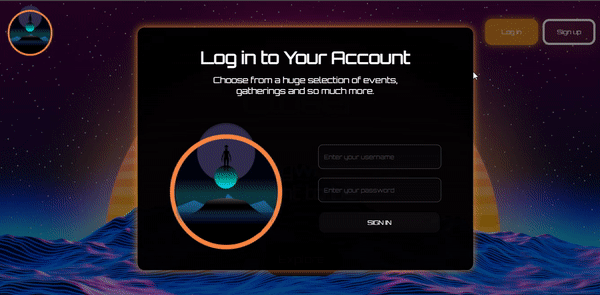 Log in
Sign up
Log in to Your Account
Choose from a huge selection of events,
gatherings and so much more.
Enter your username
Enter your password
SIGN IN